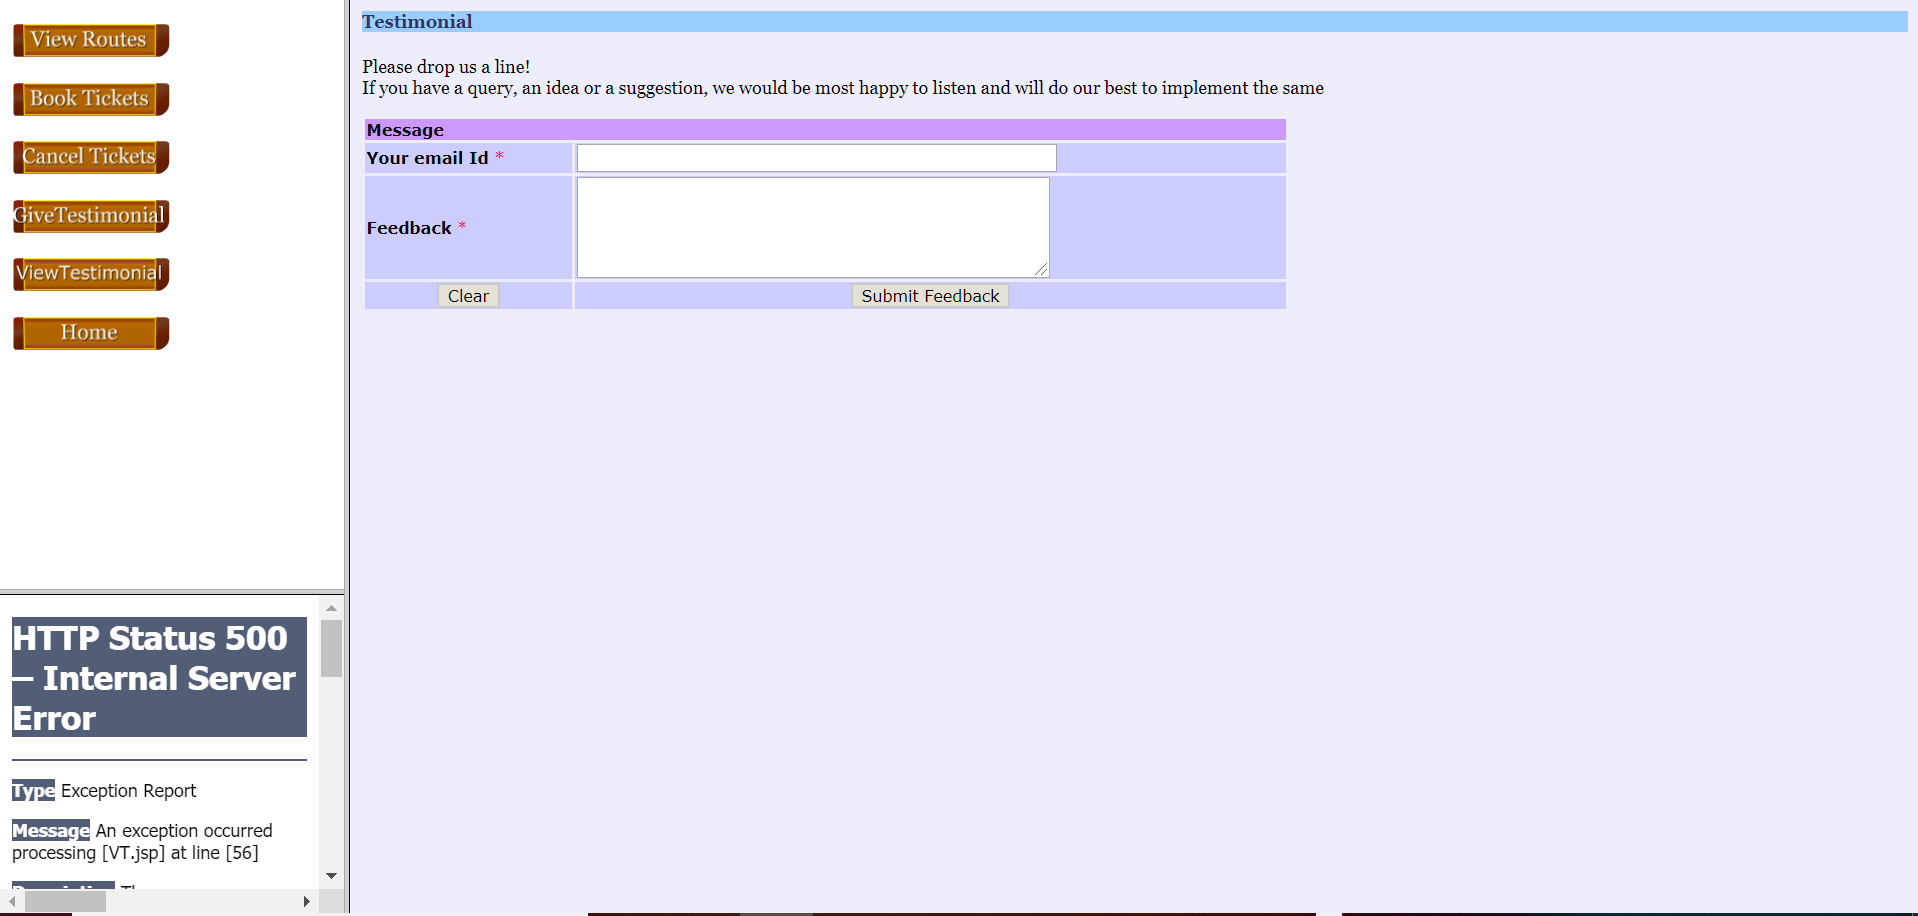 View Routes
Book Tickets
Cancel Tickets
GiveTestimonial
ViewTestimonial
Home
HTTP Status 500
– Internal Server
Error
Type Exception Report
Message An exception occurred
processing [VT.jsp] at line [56]
Testimonial
Please drop us a line!
If you have a query, an idea or a suggestion, we would be most happy to listen and will do our best to implement the same
Message
Your email Id *
Feedback *
Clear Submit Feedback